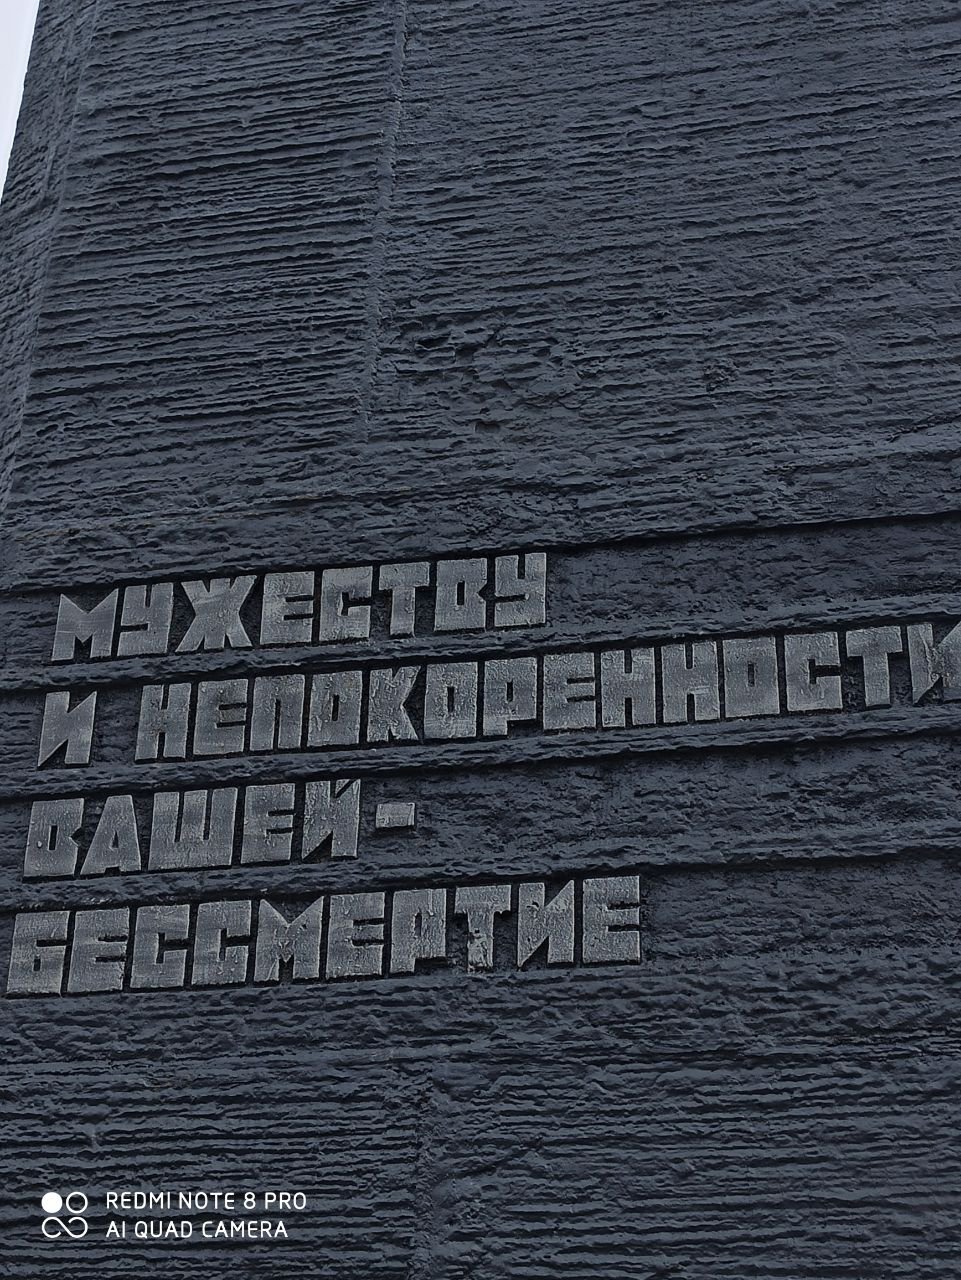 МУЖЕСТВУ
И НЕПОКОРЕННОСТИ
ВАШЕЙ -
БЕССМЕРТИЕ
REDMI NOTE 8 PRO
AI QUAD CAMERA